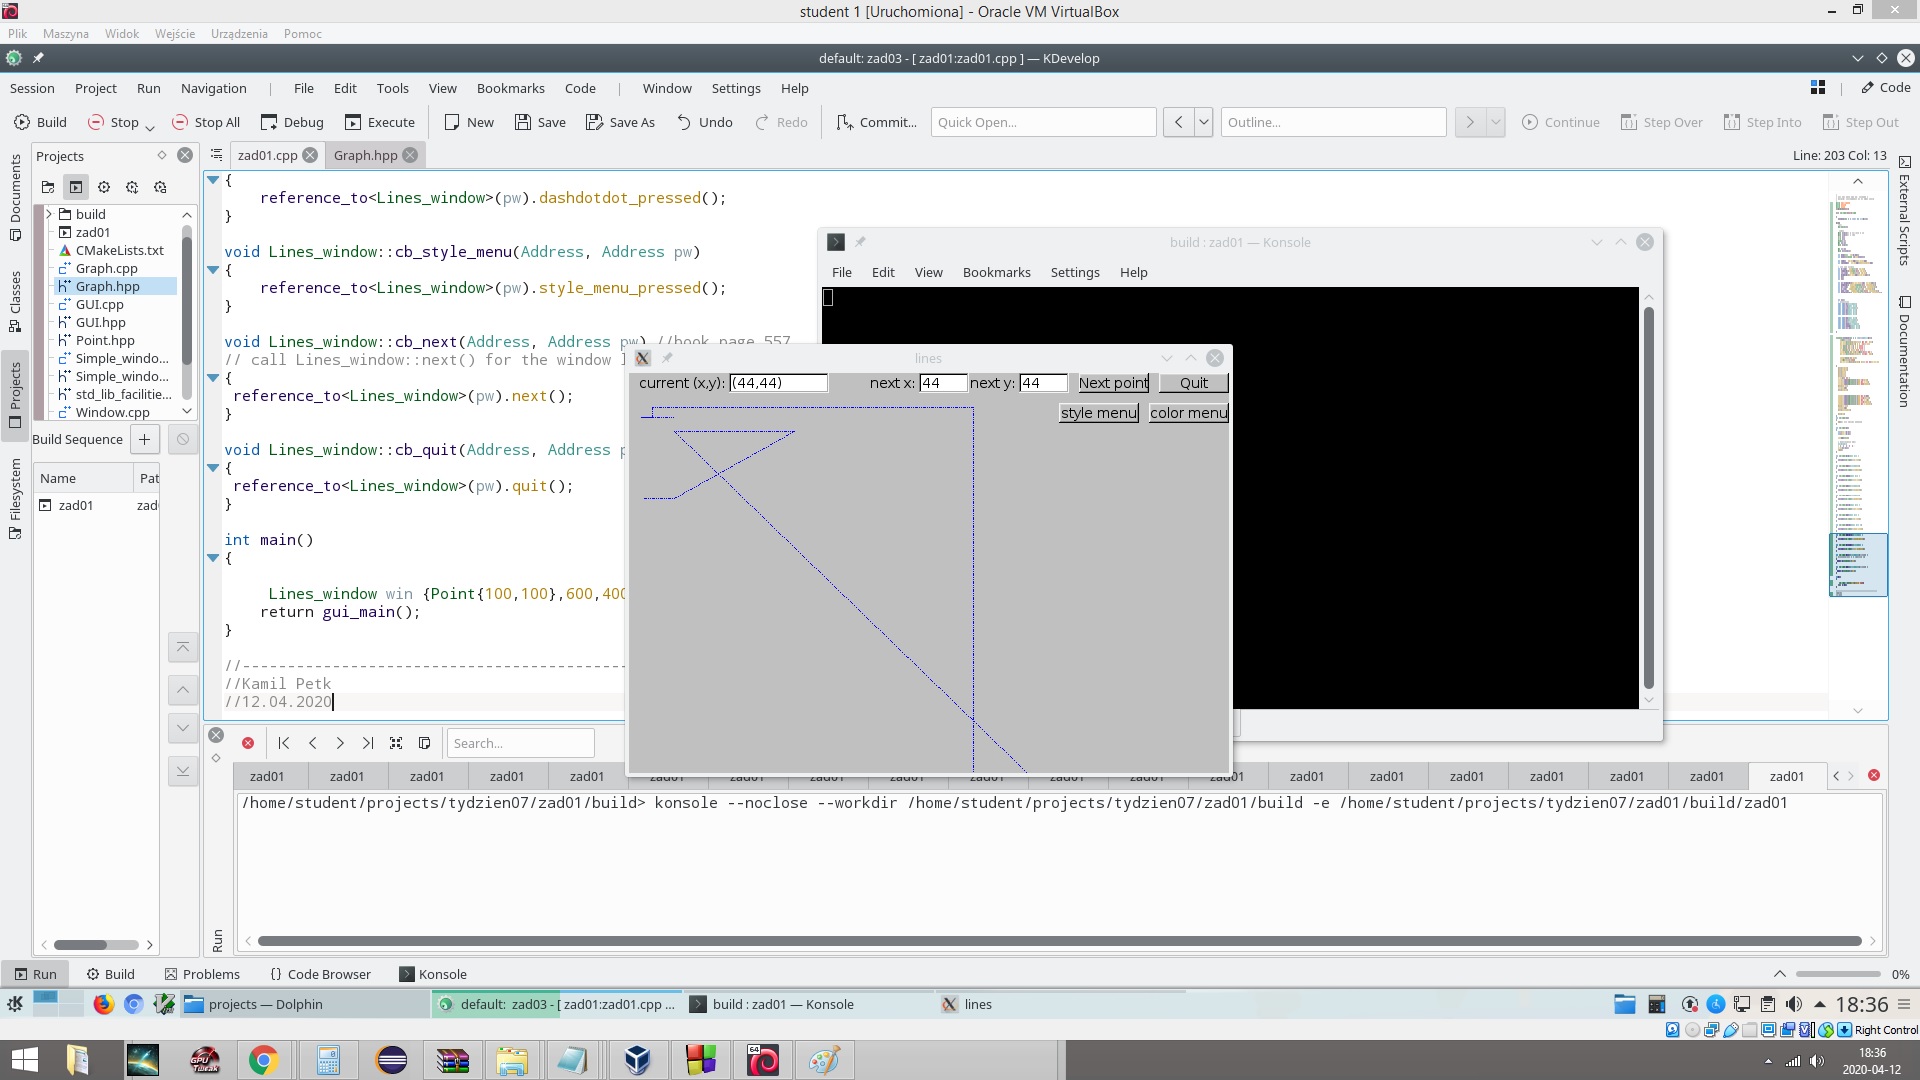 student 1 [Uruchomiona] - Oracle VM VirtualBox
Plik Maszyna Widok Wejście Urządzenia Pomoc
default: zad03 - [ zad01:zad01.cpp ] — KDevelop
Session Project Run Navigation | File Edit Tools View Bookmarks Code | Window Settings Help Code
Build Stop Stop All Debug Execute New Save Save As Undo Redo Commit... Quick Open... Outline... Continue Step Over Step Into Step Out
Projects
zad01.cpp Graph.hpp
Line: 203 Col: 13
Documents
Classes
Projects
Filesystem
build
zad01
CMakeLists.txt
Graph.cpp
Graph.hpp
GUI.cpp
GUI.hpp
Point.hpp
Simple_windo...
Simple_windo...
std_lib_facilitie...
Window.cpp
Build Sequence
Name Pat
zad01 zad
{
reference_to<Lines_window>(pw).dashdotdot_pressed();
}
void Lines_window::cb_style_menu(Address, Address pw)
{
reference_to<Lines_window>(pw).style_menu_pressed();
}
void Lines_window::cb_next(Address, Address pw) //book page 557
// call Lines_window::next() for the window
{
reference_to<Lines_window>(pw).next();
}
void Lines_window::cb_quit(Address, Address
{
reference_to<Lines_window>(pw).quit();
}
int main()
{
Lines_window win {Point{100,100},600,400
return gui_main();
}
//-------------------------------------------
//Kamil Petk
//12.04.2020
build : zad01 — Konsole
File Edit View Bookmarks Settings Help
lines
current (x,y): (44,44) next x: 44 next y: 44 Next point Quit
style menu color menu
External Scripts
Documentation
Search...
zad01 zad01 zad01 zad01 zad01 zad01 zad01 zad01 zad01 zad01 zad01 zad01 zad01 zad01 zad01 zad01 zad01 zad01 zad01 zad01
/home/student/projects/tydzien07/zad01/build> konsole --noclose --workdir /home/student/projects/tydzien07/zad01/build -e /home/student/projects/tydzien07/zad01/build/zad01
Run
Run Build Problems {} Code Browser Konsole 0%
projects — Dolphin default: zad03 - [ zad01:zad01.cpp ... build : zad01 — Konsole lines 18:36
Right Control
GPU Tweak
64
18:36
2020-04-12